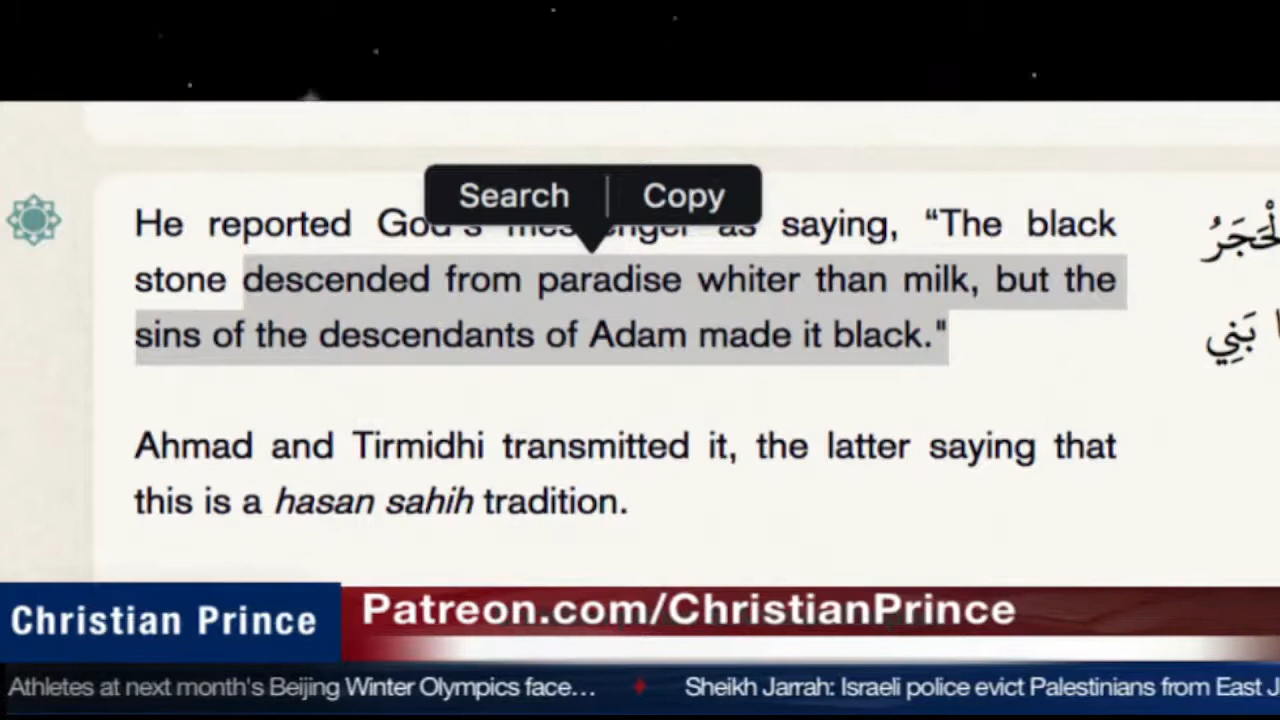 Search | Copy
He reported God's messenger as saying, “The black
stone descended from paradise whiter than milk, but the
sins of the descendants of Adam made it black."
Ahmad and Tirmidhi transmitted it, the latter saying that
this is a hasan sahih tradition.
بَنِي
Christian Prince
Patreon.com/ChristianPrince
Athletes at next month's Beijing Winter Olympics face... ♦ Sheikh Jarrah: Israeli police evict Palestinians from East J